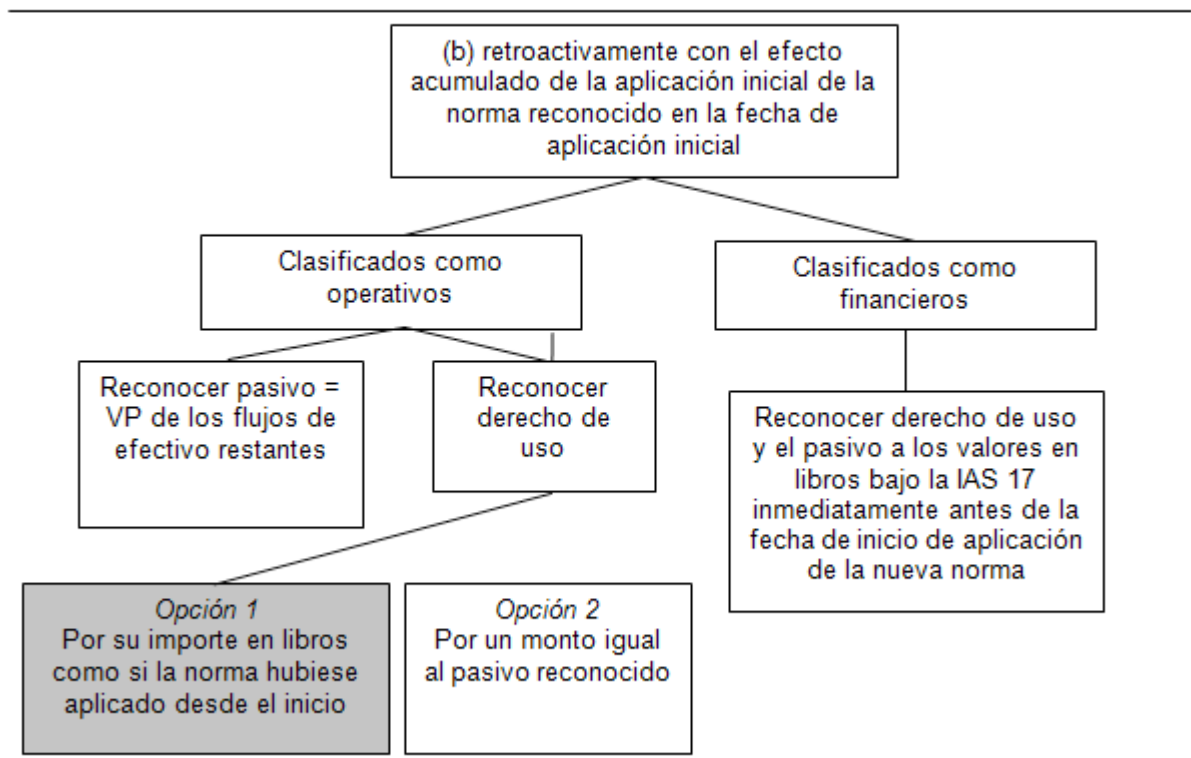 (b) retroactivamente con el efecto
acumulado de la aplicación inicial de la
norma reconocido en la fecha de
aplicación inicial
Clasificados como
operativos
Clasificados como
financieros
Reconocer pasivo =
VP de los flujos de
efectivo restantes
Reconocer
derecho de
uso
Reconocer derecho de uso
y el pasivo a los valores en
libros bajo la IAS 17
inmediatamente antes de la
fecha de inicio de aplicación
de la nueva norma
Opción 1
Por su importe en libros
como si la norma hubiese
aplicado desde el inicio
Opción 2
Por un monto igual
al pasivo reconocido